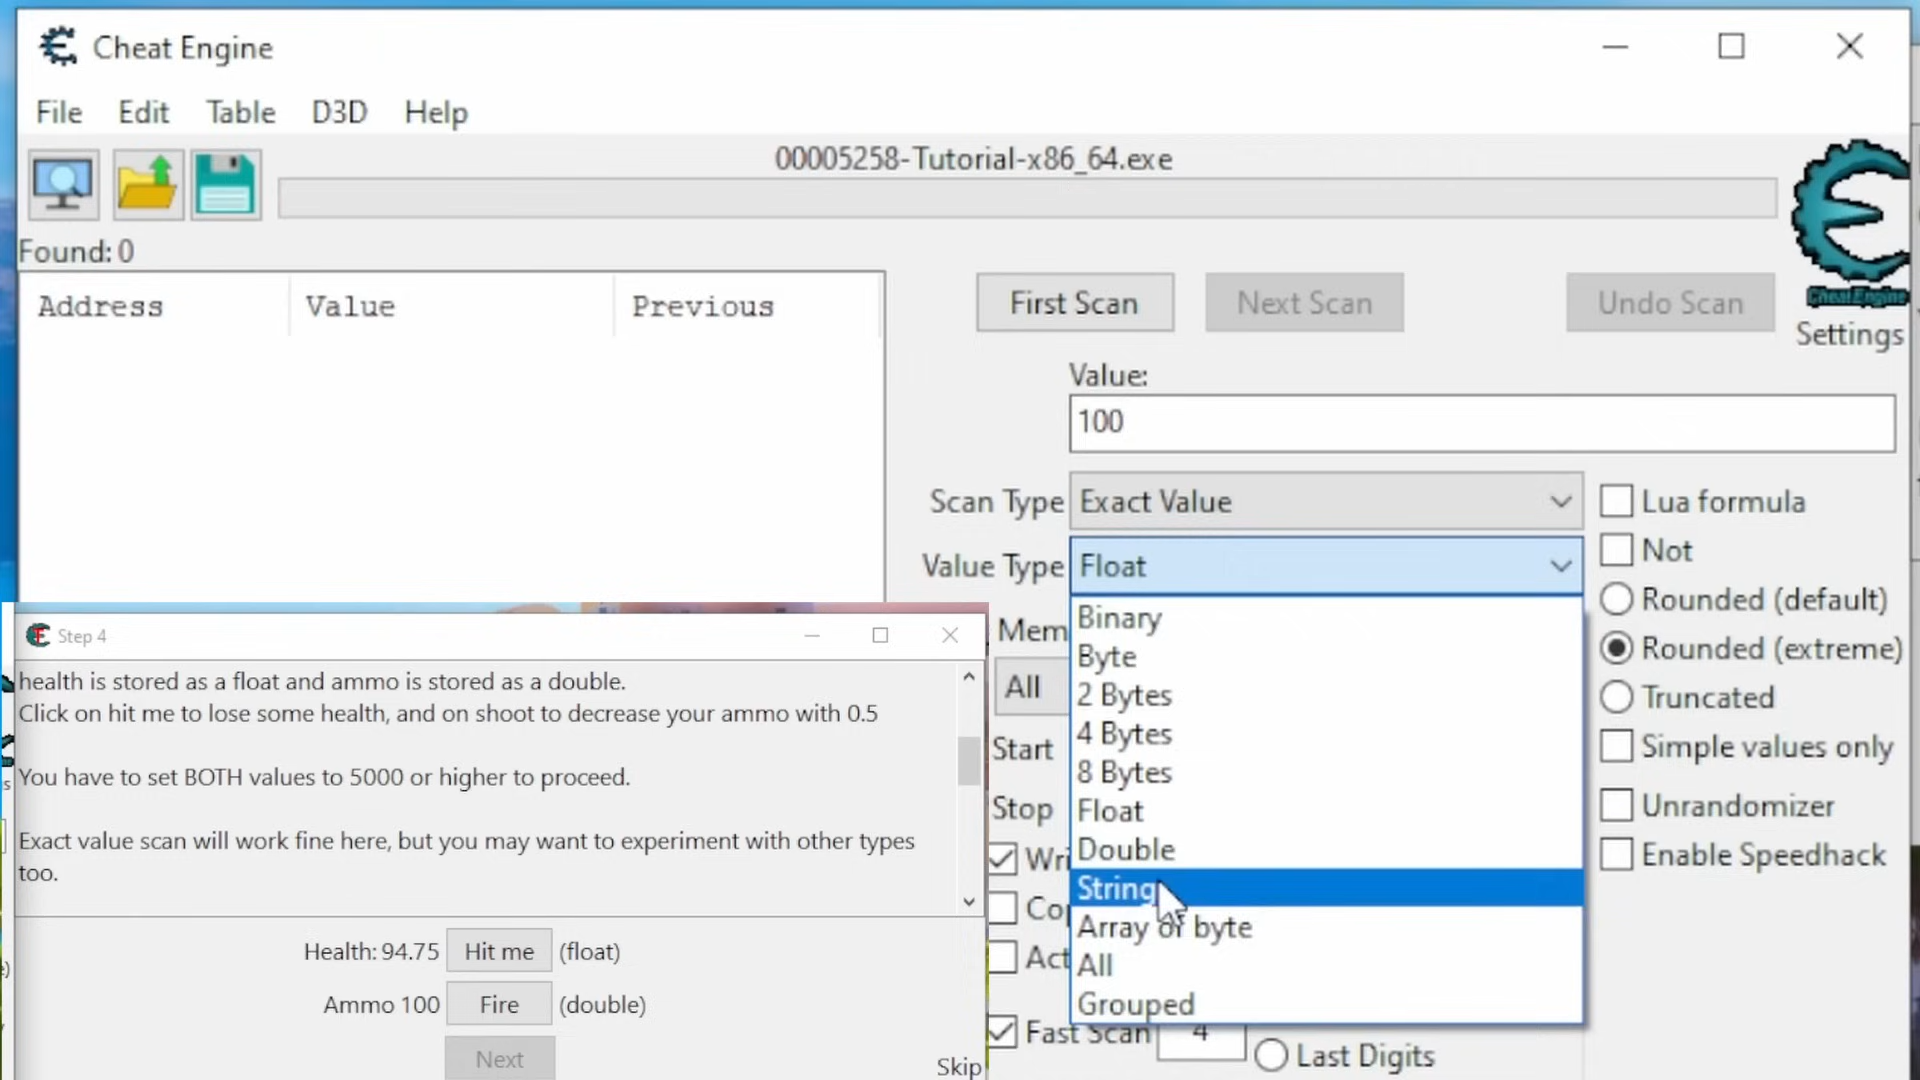 Cheat Engine
File Edit Table D3D Help
00005258-Tutorial-x86_64.exe
Found: 0
Address Value Previous
First Scan Next Scan Undo Scan
Cheat Engine
Settings
Value:
100
Scan Type Exact Value
Lua formula
Value Type Float
Not
Binary
Byte
2 Bytes
4 Bytes
8 Bytes
Float
Double
String
Array of byte
All
Grouped
Rounded (default)
Rounded (extreme)
Truncated
Simple values only
Unrandomizer
Enable Speedhack
Mem
All
Start
Stop
Wri
Cop
Act
Fast Scan 4
Last Digits
Step 4
health is stored as a float and ammo is stored as a double.
Click on hit me to lose some health, and on shoot to decrease your ammo with 0.5
You have to set BOTH values to 5000 or higher to proceed.
Exact value scan will work fine here, but you may want to experiment with other types
too.
Health: 94.75 Hit me (float)
Ammo 100 Fire (double)
Next
Skip